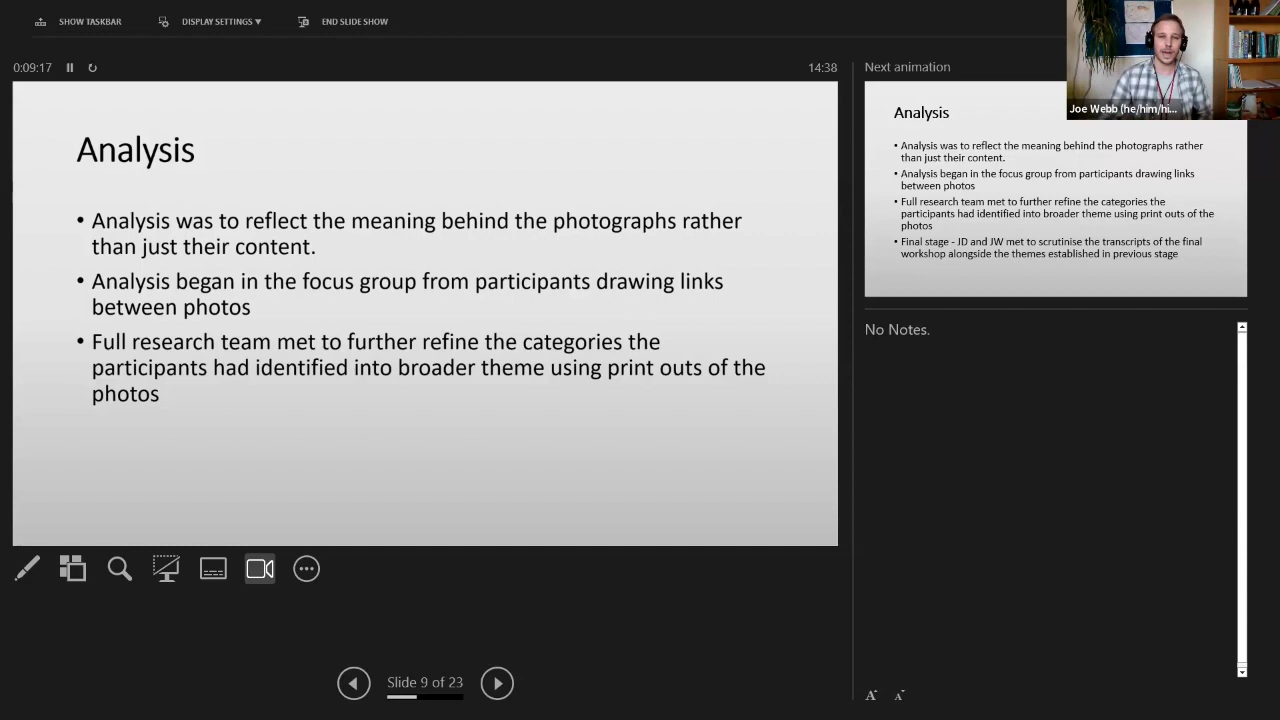 SHOW TASKBAR
DISPLAY SETTINGS ▼
END SLIDE SHOW
0:09:17
14:38
Analysis
• Analysis was to reflect the meaning behind the photographs rather
than just their content.
• Analysis began in the focus group from participants drawing links
between photos
• Full research team met to further refine the categories the
participants had identified into broader theme using print outs of the
photos
Slide 9 of 23
Next animation
Joe Webb (he/him/hi...
Analysis
• Analysis was to reflect the meaning behind the photographs rather
than just their content.
• Analysis began in the focus group from participants drawing links
between photos
• Full research team met to further refine the categories the
participants had identified into broader theme using print outs of the
photos
• Final stage - JD and JW met to scrutinise the transcripts of the final
workshop alongside the themes established in previous stage
No Notes.
A A